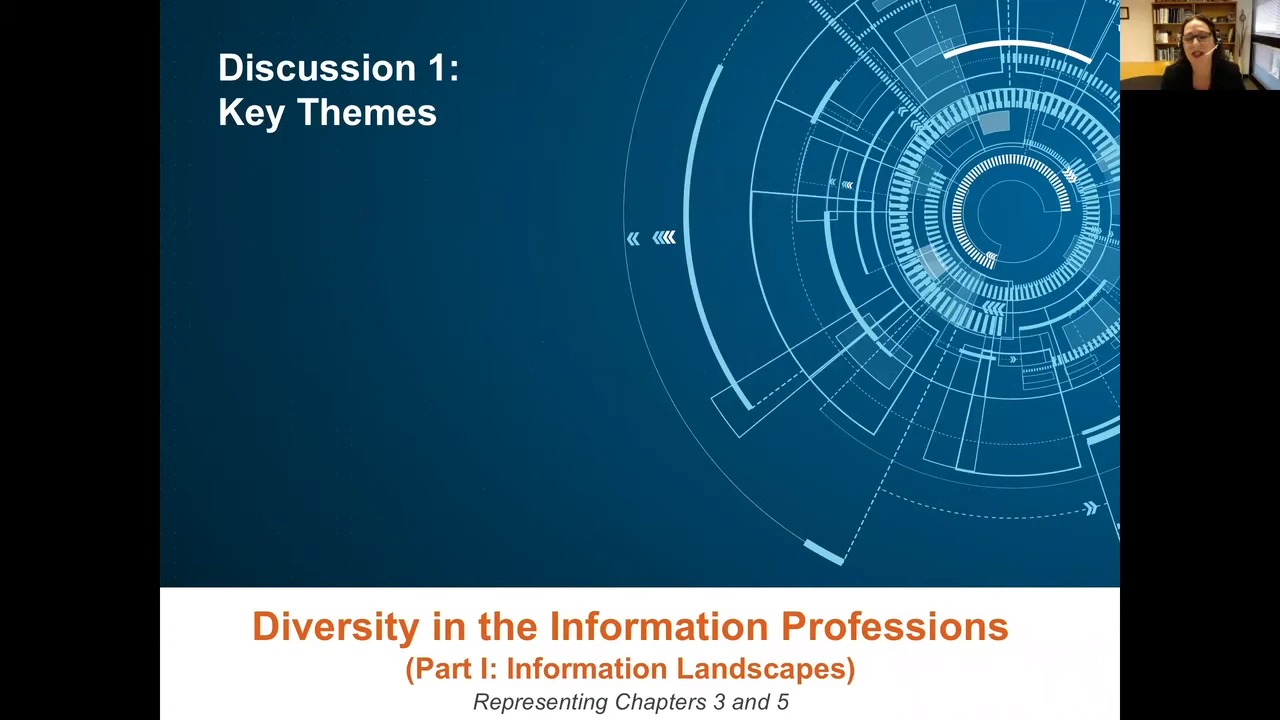 Discussion 1:
Key Themes
Diversity in the Information Professions
(Part I: Information Landscapes)
Representing Chapters 3 and 5